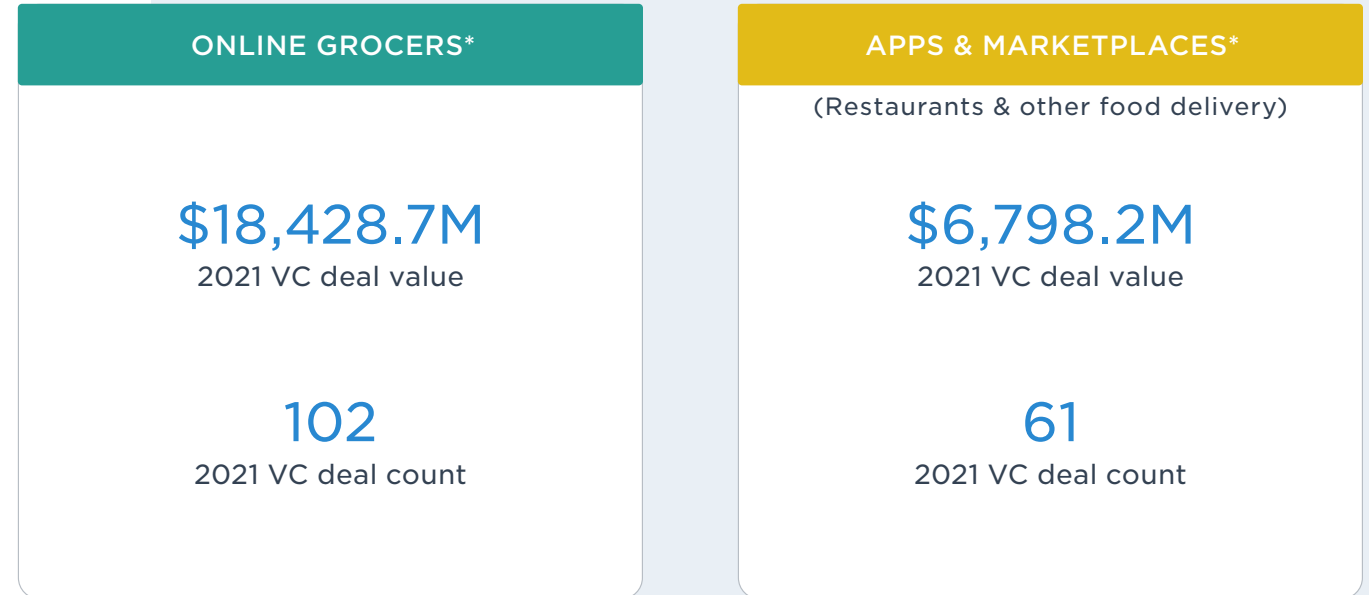 ONLINE GROCERS*
$18,428.7M
2021 VC deal value
102
2021 VC deal count
APPS & MARKETPLACES*
(Restaurants & other food delivery)
$6,798.2M
2021 VC deal value
61
2021 VC deal count